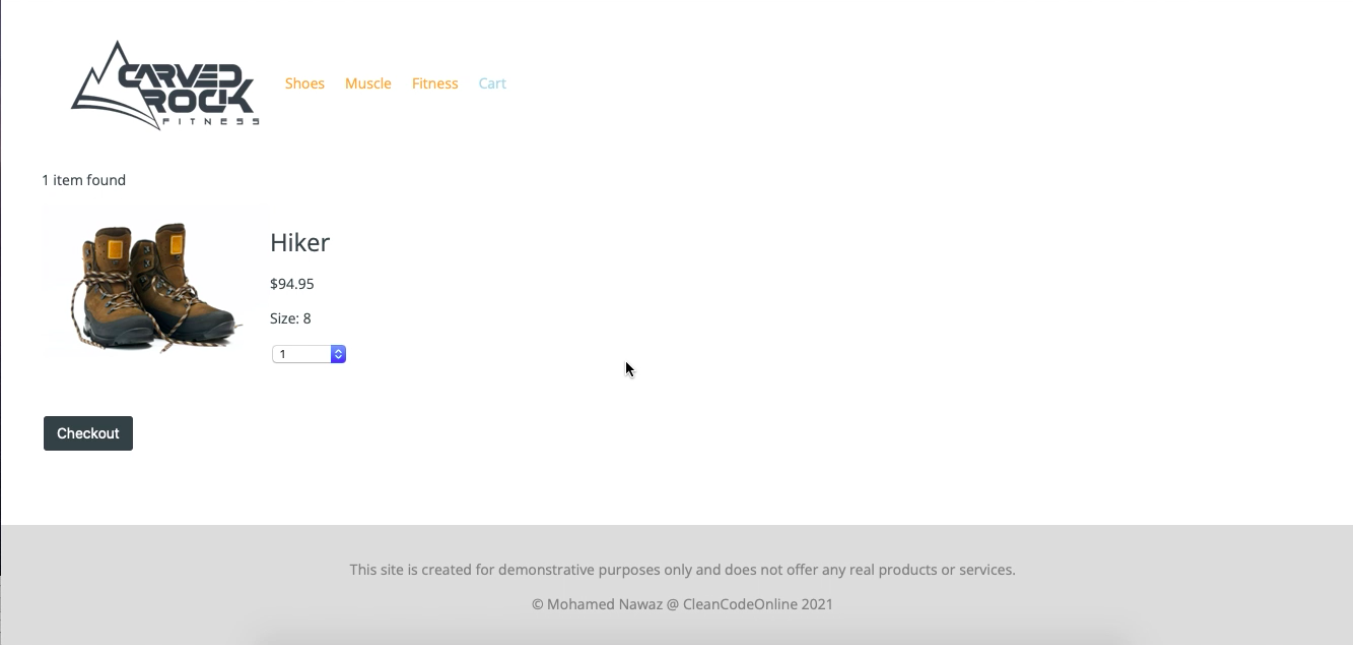 CARVED
ROCK
FITNESS
Shoes Muscle Fitness Cart
1 item found
Hiker
$94.95
Size: 8
1
Checkout
This site is created for demonstrative purposes only and does not offer any real products or services.
© Mohamed Nawaz @ CleanCodeOnline 2021